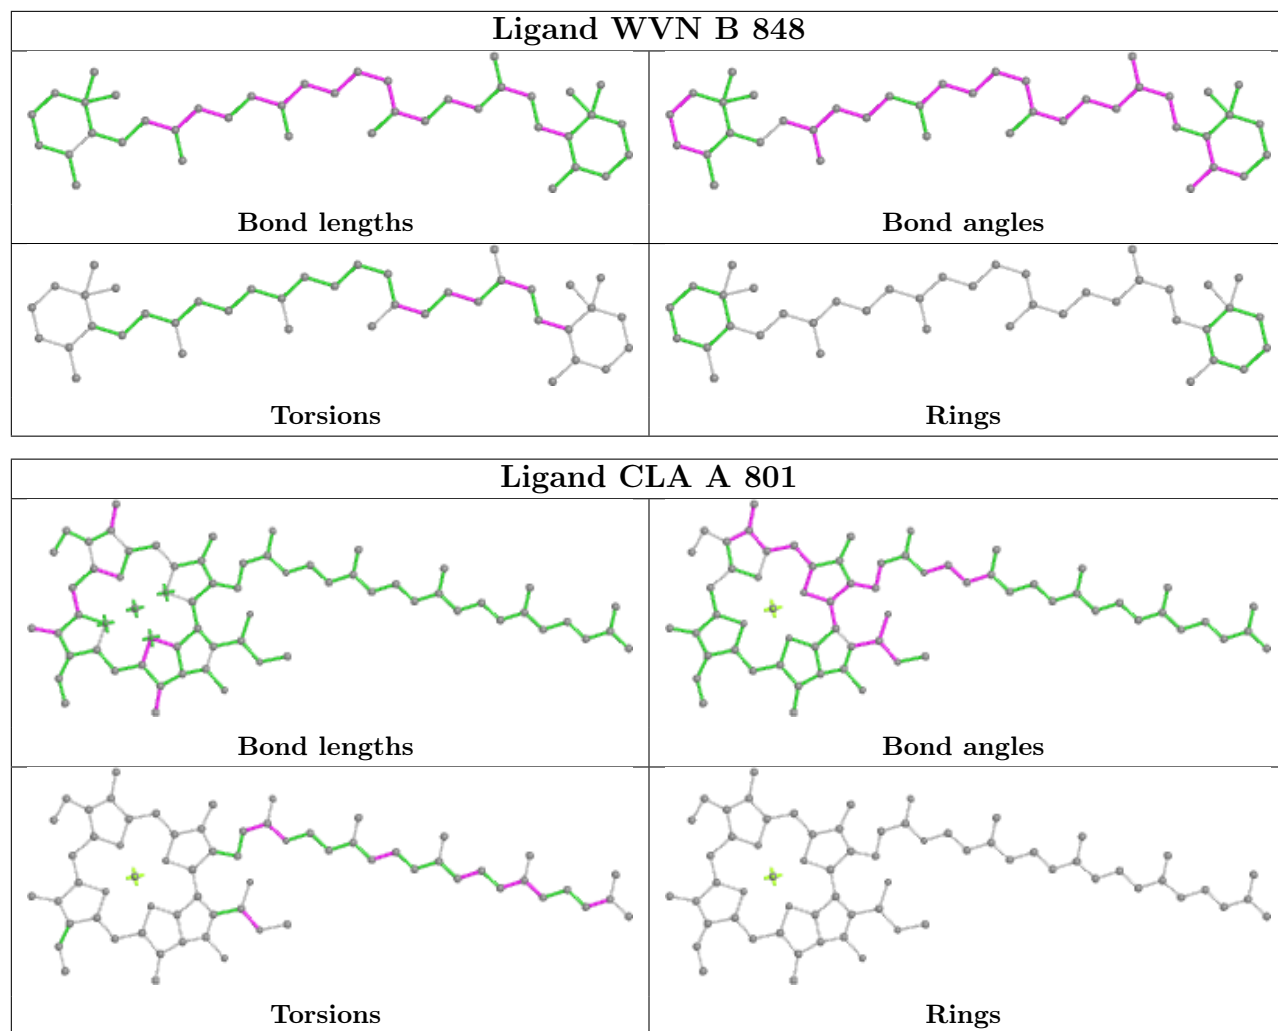 Ligand WVN B 848
Bond lengths
Bond angles
Torsions
Rings
Ligand CLA A 801
Bond lengths
Bond angles
Torsions
Rings